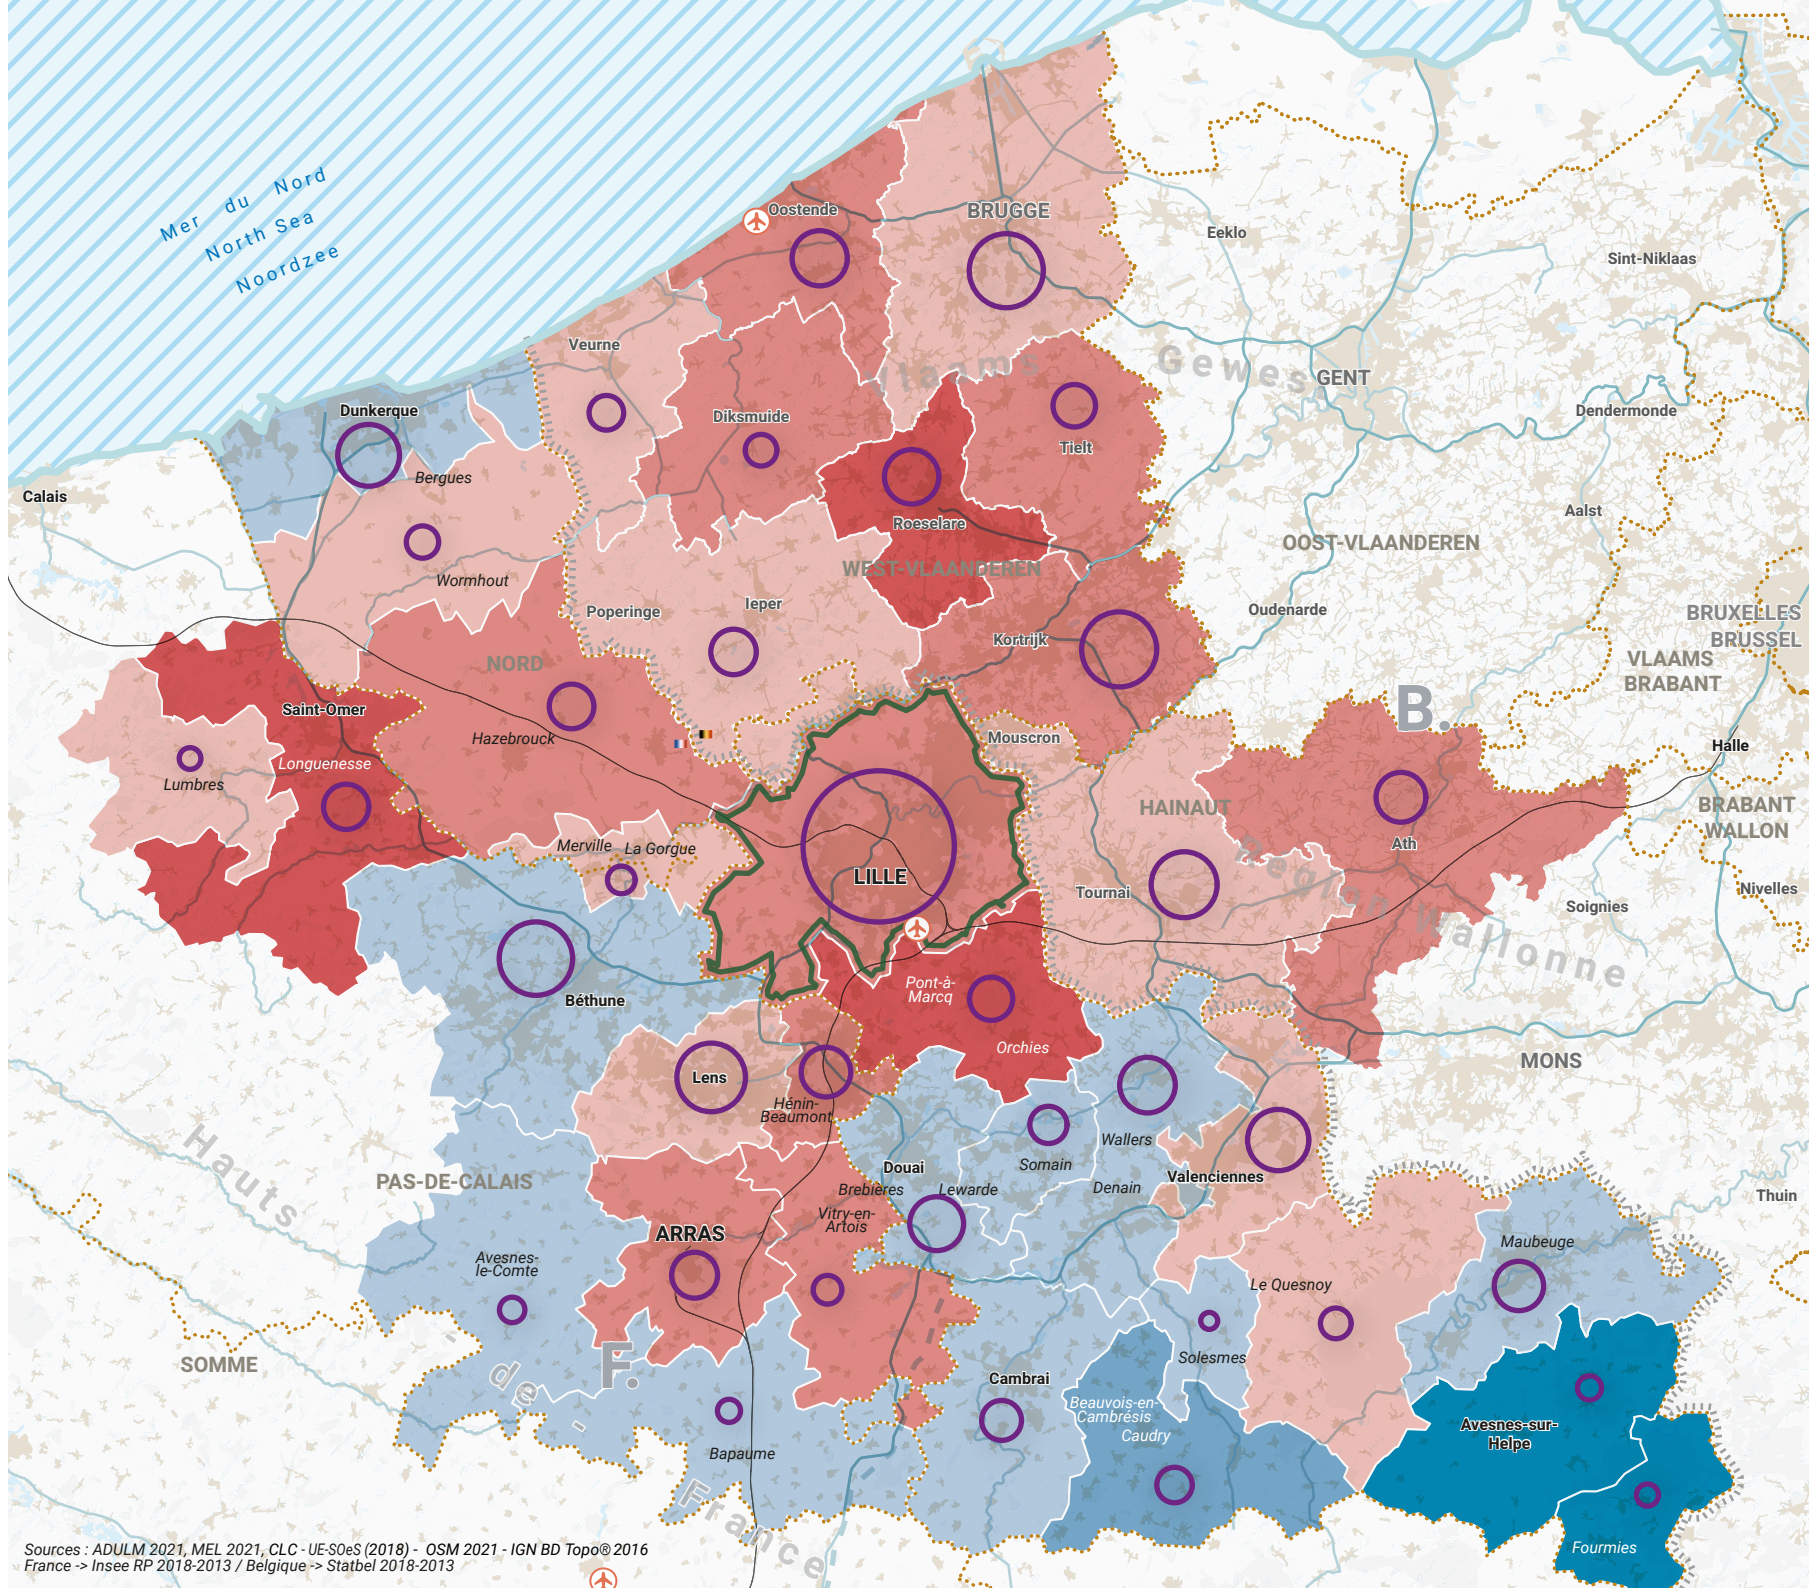 Mer du Nord
North Sea
Noordzee
Oostende
BRUGGE
Eeklo
Sint-Niklaas
Veurne
Vlaams Gewest
GENT
Dunkerque
Diksmuide
Dendermonde
Tielt
Bergues
Calais
Roeselare
Aalst
OOST-VLAANDEREN
WEST-VLAANDEREN
Wormhout
Poperinge
Ieper
Oudenarde
BRUXELLES
BRUSSEL
Kortrijk
NORD
VLAAMS
BRABANT
Saint-Omer
B.
Hazebrouck
Mouscron
Halle
Longuenesse
Lumbres
HAINAUT
BRABANT
WALLON
Merville
La Gorgue
Ath
LILLE
Région Wallonne
Tournai
Nivelles
Soignies
Pont-à-
Marcq
Béthune
Orchies
MONS
Lens
Hénin-
Beaumont
Hauts
Wallers
Douai
Somain
PAS-DE-CALAIS
Valenciennes
Brebières
Lewarde
Denain
Thuin
Vitry-en-
Artois
ARRAS
Maubeuge
Avesnes-
le-Comte
Le Quesnoy
SOMME
Solesmes
F.
- de -
Cambrai
Beauvois-en-
Cambrésis
Caudry
Avesnes-sur-
Helpe
Bapaume
France
Fourmies
Sources : ADULM 2021, MEL 2021, CLC - UE-SOeS (2018) - OSM 2021 - IGN BD Topo® 2016
France -> Insee RP 2018-2013 / Belgique -> Statbel 2018-2013